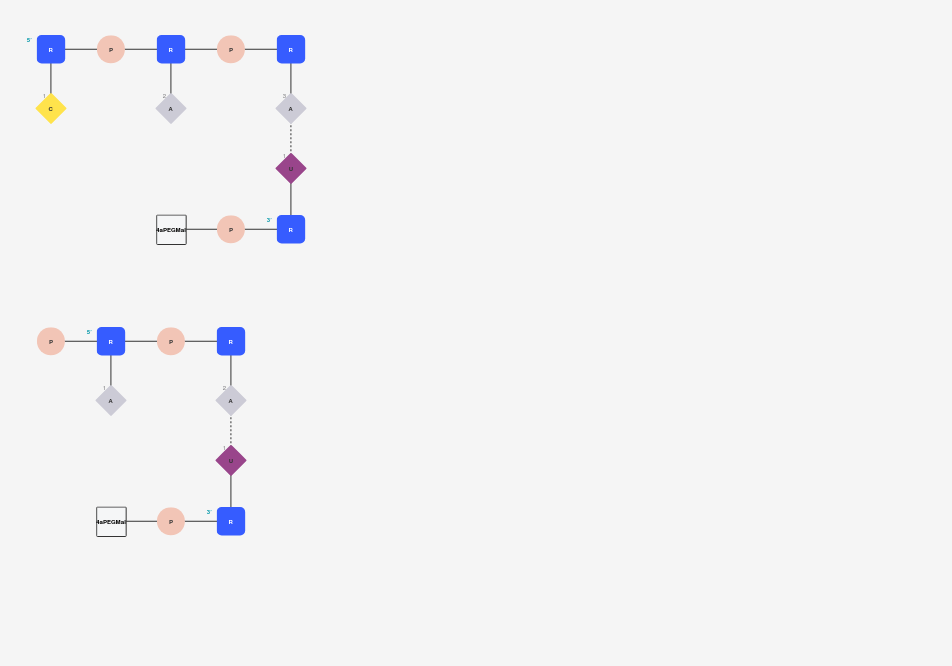 5'
R P R P R
1 2 3
C A A
1
U
3'
4aPEGMal P R
5'
P R P R
1 2
A A
1
U
3'
4aPEGMal P R